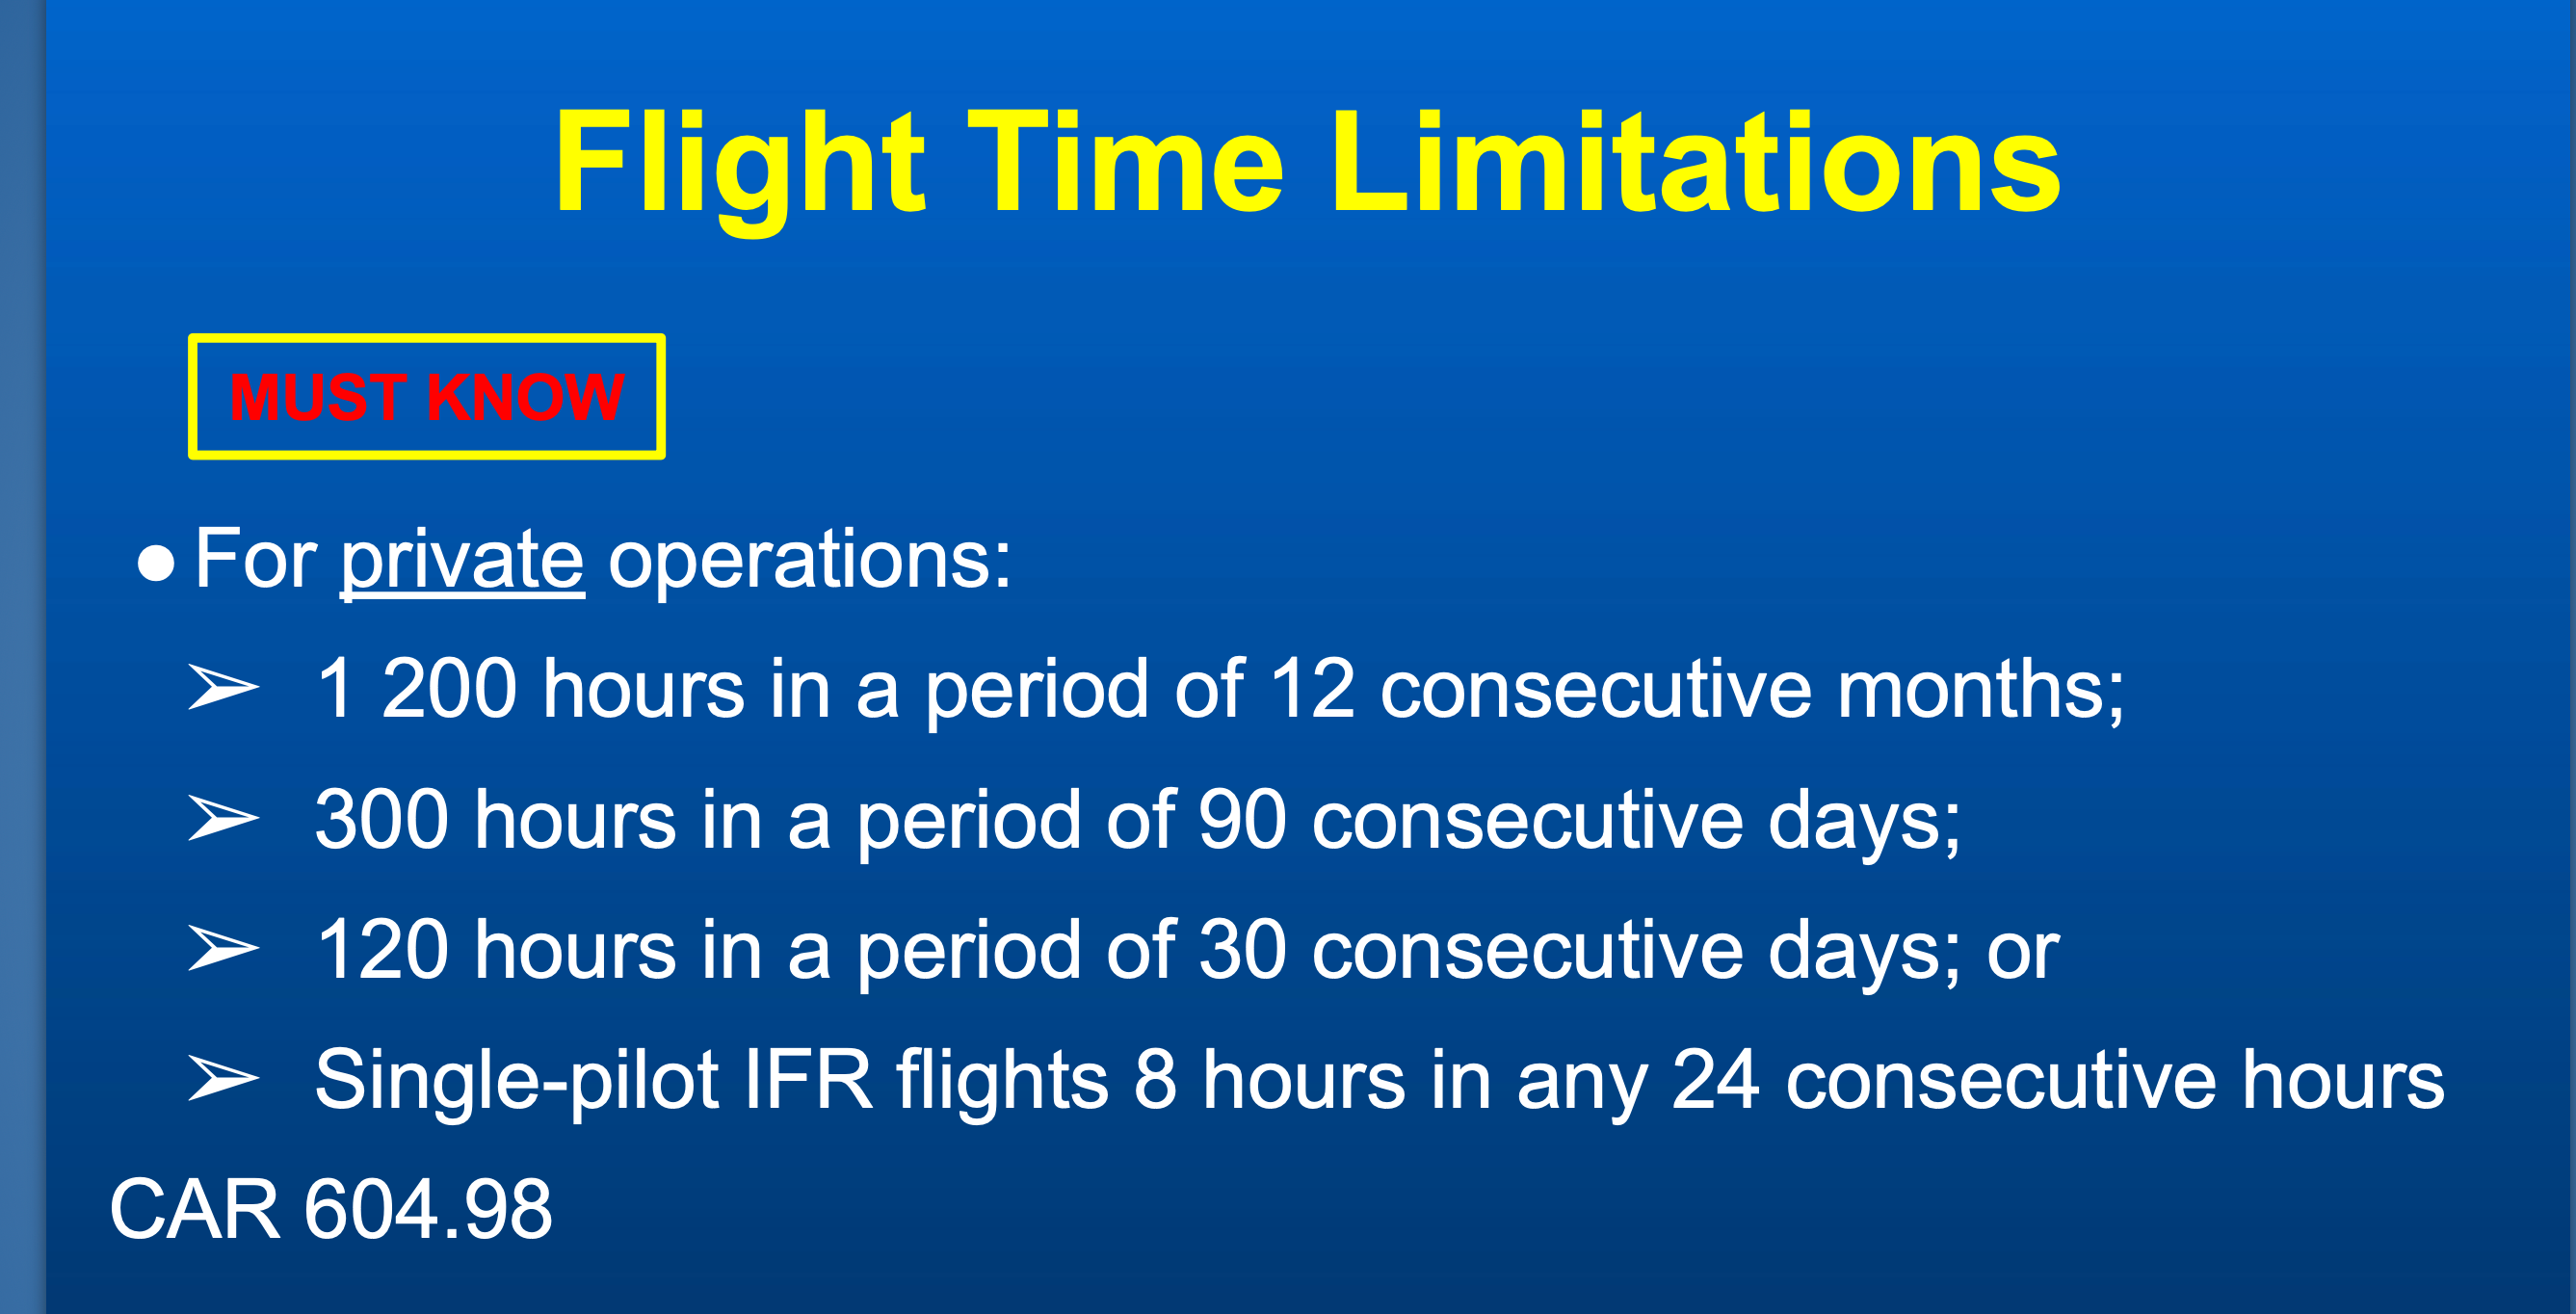 Flight Time Limitations
MUST KNOW
● For private operations:
➢ 1 200 hours in a period of 12 consecutive months;
➢ 300 hours in a period of 90 consecutive days;
➢ 120 hours in a period of 30 consecutive days; or
➢ Single-pilot IFR flights 8 hours in any 24 consecutive hours
CAR 604.98